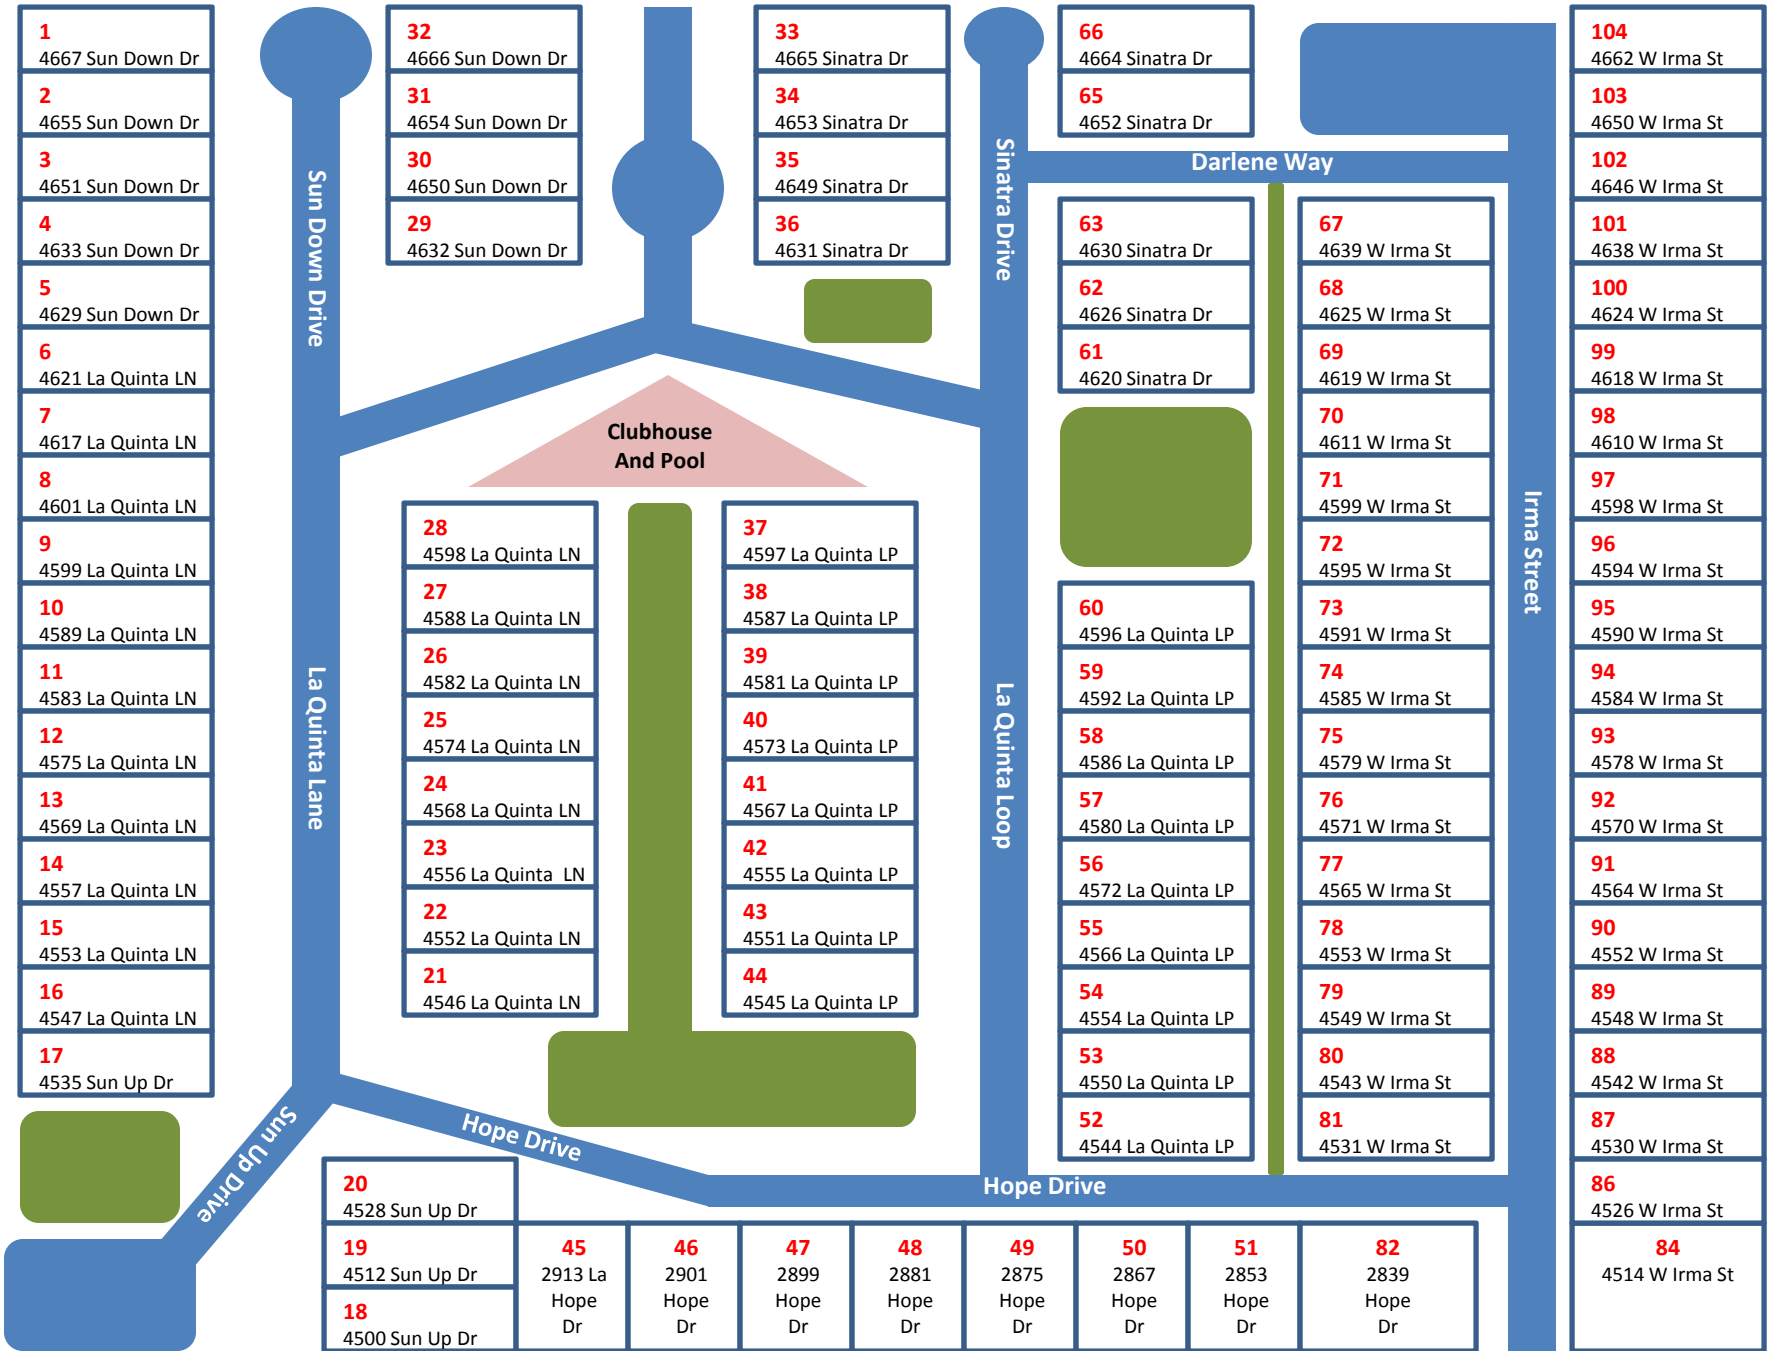 1
4667 Sun Down Dr
2
4655 Sun Down Dr
3
4651 Sun Down Dr
4
4633 Sun Down Dr
5
4629 Sun Down Dr
6
4621 La Quinta LN
7
4617 La Quinta LN
8
4601 La Quinta LN
9
4599 La Quinta LN
10
4589 La Quinta LN
11
4583 La Quinta LN
12
4575 La Quinta LN
13
4569 La Quinta LN
14
4557 La Quinta LN
15
4553 La Quinta LN
16
4547 La Quinta LN
17
4535 Sun Up Dr
Sun Down Drive
La Quinta Lane
Sun Up Drive
32
4666 Sun Down Dr
31
4654 Sun Down Dr
30
4650 Sun Down Dr
29
4632 Sun Down Dr
33
4665 Sinatra Dr
34
4653 Sinatra Dr
35
4649 Sinatra Dr
36
4631 Sinatra Dr
Clubhouse
And Pool
28
4598 La Quinta LN
27
4588 La Quinta LN
26
4582 La Quinta LN
25
4574 La Quinta LN
24
4568 La Quinta LN
23
4556 La Quinta LN
22
4552 La Quinta LN
21
4546 La Quinta LN
37
4597 La Quinta LP
38
4587 La Quinta LP
39
4581 La Quinta LP
40
4573 La Quinta LP
41
4567 La Quinta LP
42
4555 La Quinta LP
43
4551 La Quinta LP
44
4545 La Quinta LP
Sinatra Drive
La Quinta Loop
66
4664 Sinatra Dr
65
4652 Sinatra Dr
Darlene Way
63
4630 Sinatra Dr
62
4626 Sinatra Dr
61
4620 Sinatra Dr
60
4596 La Quinta LP
59
4592 La Quinta LP
58
4586 La Quinta LP
57
4580 La Quinta LP
56
4572 La Quinta LP
55
4566 La Quinta LP
54
4554 La Quinta LP
53
4550 La Quinta LP
52
4544 La Quinta LP
67
4639 W Irma St
68
4625 W Irma St
69
4619 W Irma St
70
4611 W Irma St
71
4599 W Irma St
72
4595 W Irma St
73
4591 W Irma St
74
4585 W Irma St
75
4579 W Irma St
76
4571 W Irma St
77
4565 W Irma St
78
4553 W Irma St
79
4549 W Irma St
80
4543 W Irma St
81
4531 W Irma St
Irma Street
104
4662 W Irma St
103
4650 W Irma St
102
4646 W Irma St
101
4638 W Irma St
100
4624 W Irma St
99
4618 W Irma St
98
4610 W Irma St
97
4598 W Irma St
96
4594 W Irma St
95
4590 W Irma St
94
4584 W Irma St
93
4578 W Irma St
92
4570 W Irma St
91
4564 W Irma St
90
4552 W Irma St
89
4548 W Irma St
88
4542 W Irma St
87
4530 W Irma St
86
4526 W Irma St
84
4514 W Irma St
Hope Drive
Hope Drive
20
4528 Sun Up Dr
19
4512 Sun Up Dr
18
4500 Sun Up Dr
45
2913 La
Hope
Dr
46
2901
Hope
Dr
47
2899
Hope
Dr
48
2881
Hope
Dr
49
2875
Hope
Dr
50
2867
Hope
Dr
51
2853
Hope
Dr
82
2839
Hope
Dr